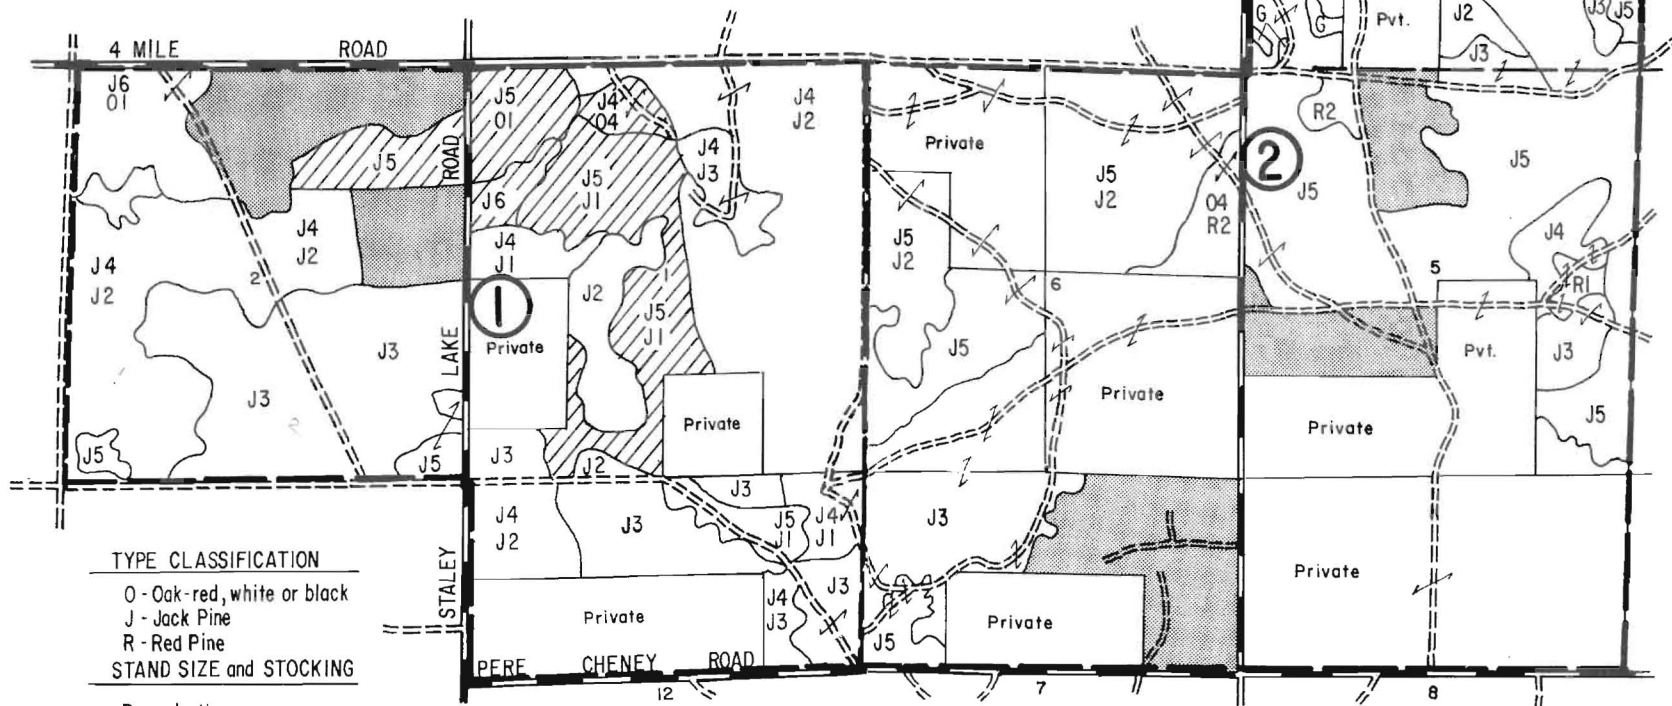 G
G
Pvt.
J2
J3
J3
J5
4 MILE ROAD
J6
O1
J5
O1
J4
O4
J4
J2
Private
R2
J5
J5
ROAD
J4
J3
J5
J1
J6
J5
J2
O4
R2
2
J5
J4
J2
J4
J1
J5
J2
J4
J4
J2
2
J2
6
5
R1
1
Private
J5
J1
LAKE
J3
J5
Pvt.
J3
J3
Private
Private
Private
J5
J5
J5
J3
J2
J3
J4
J2
J3
J5
J1
J4
J1
J3
Private
STALEY
Private
J4
J3
J3
J5
Private
PERE CHENEY ROAD
12
7
8
TYPE CLASSIFICATION
O - Oak-red, white or black
J - Jack Pine
R - Red Pine
STAND SIZE and STOCKING